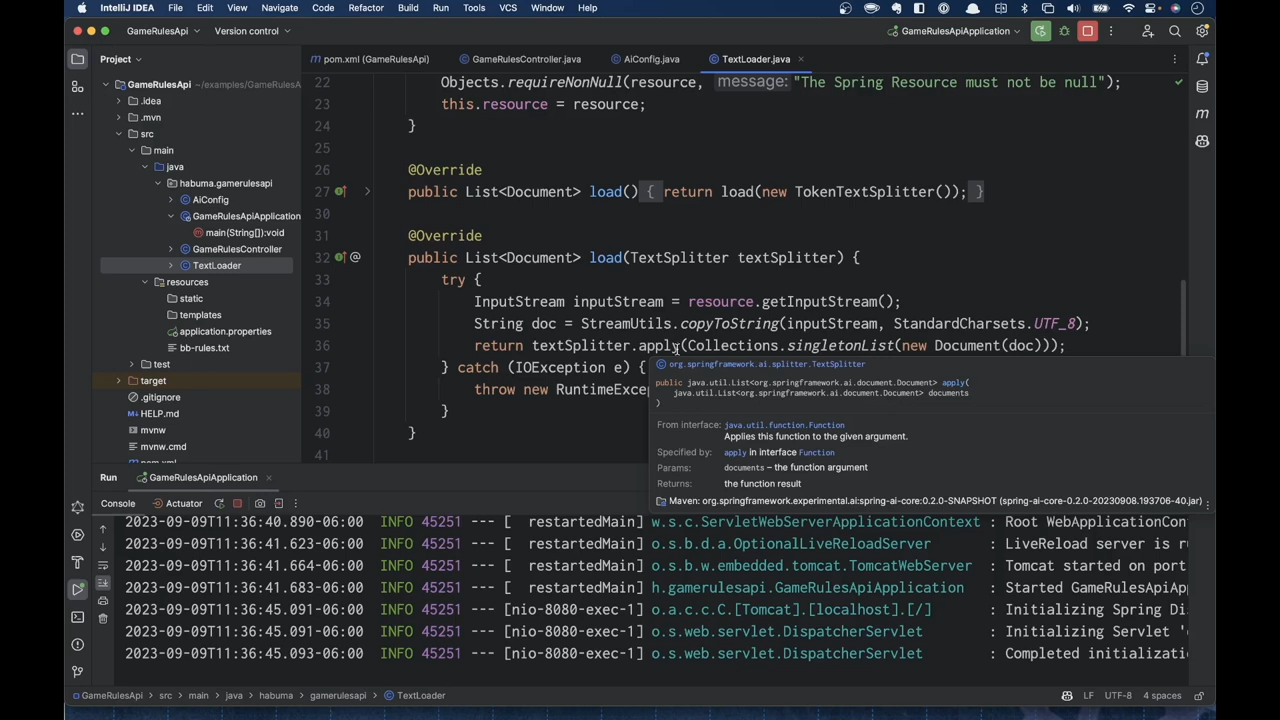 IntelliJ IDEA File Edit View Navigate Code Refactor Build Run Tools VCS Window Help
GameRulesApi Version control GameRulesApiApplication
Project
pom.xml (GameRulesApi) GameRulesController.java AiConfig.java TextLoader.java
GameRulesApi ~/examples/GameRulesA
.idea
.mvn
src
main
java
habuma.gamerulesapi
AiConfig
GameRulesApiApplication
main(String[]):void
GameRulesController
TextLoader
resources
static
templates
application.properties
bb-rules.txt
test
target
.gitignore
HELP.md
mvnw
mvnw.cmd
pom.xml
22 Objects.requireNonNull(resource, message: "The Spring Resource must not be null");
23 this.resource = resource;
24 }
25
26 @Override
27 public List<Document> load() { return load(new TokenTextSplitter()); }
30
31 @Override
32 public List<Document> load(TextSplitter textSplitter) {
33 try {
34 InputStream inputStream = resource.getInputStream();
35 String doc = StreamUtils.copyToString(inputStream, StandardCharsets.UTF_8);
36 return textSplitter.apply(Collections.singletonList(new Document(doc)));
37 } catch (IOException e) {
38 throw new RuntimeExce
39 }
40 }
41
org.springframework.ai.splitter.TextSplitter
public java.util.List<org.springframework.ai.document.Document> apply(
java.util.List<org.springframework.ai.document.Document> documents
)
From interface: java.util.function.Function
Applies this function to the given argument.
Specified by: apply in interface Function
Params: documents – the function argument
Returns: the function result
Maven: org.springframework.experimental.ai:spring-ai-core:0.2.0-SNAPSHOT (spring-ai-core-0.2.0-20230908.193706-40.jar)
Run GameRulesApiApplication
Console Actuator
2023-09-09T11:36:40.890-06:00 INFO 45251 --- [ restartedMain] w.s.c.ServletWebServerApplicationContext : Root WebApplicationCont
2023-09-09T11:36:41.623-06:00 INFO 45251 --- [ restartedMain] o.s.b.d.a.OptionalLiveReloadServer : LiveReload server is ru
2023-09-09T11:36:41.664-06:00 INFO 45251 --- [ restartedMain] o.s.b.w.embedded.tomcat.TomcatWebServer : Tomcat started on port
2023-09-09T11:36:41.683-06:00 INFO 45251 --- [ restartedMain] h.gamerulesapi.GameRulesApiApplication : Started GameRulesApiApp
2023-09-09T11:36:45.091-06:00 INFO 45251 --- [nio-8080-exec-1] o.a.c.c.C.[Tomcat].[localhost].[/] : Initializing Spring Dis
2023-09-09T11:36:45.091-06:00 INFO 45251 --- [nio-8080-exec-1] o.s.web.servlet.DispatcherServlet : Initializing Servlet '
2023-09-09T11:36:45.093-06:00 INFO 45251 --- [nio-8080-exec-1] o.s.web.servlet.DispatcherServlet : Completed initializati
GameRulesApi > src > main > java > habuma > gamerulesapi > TextLoader LF UTF-8 4 spaces